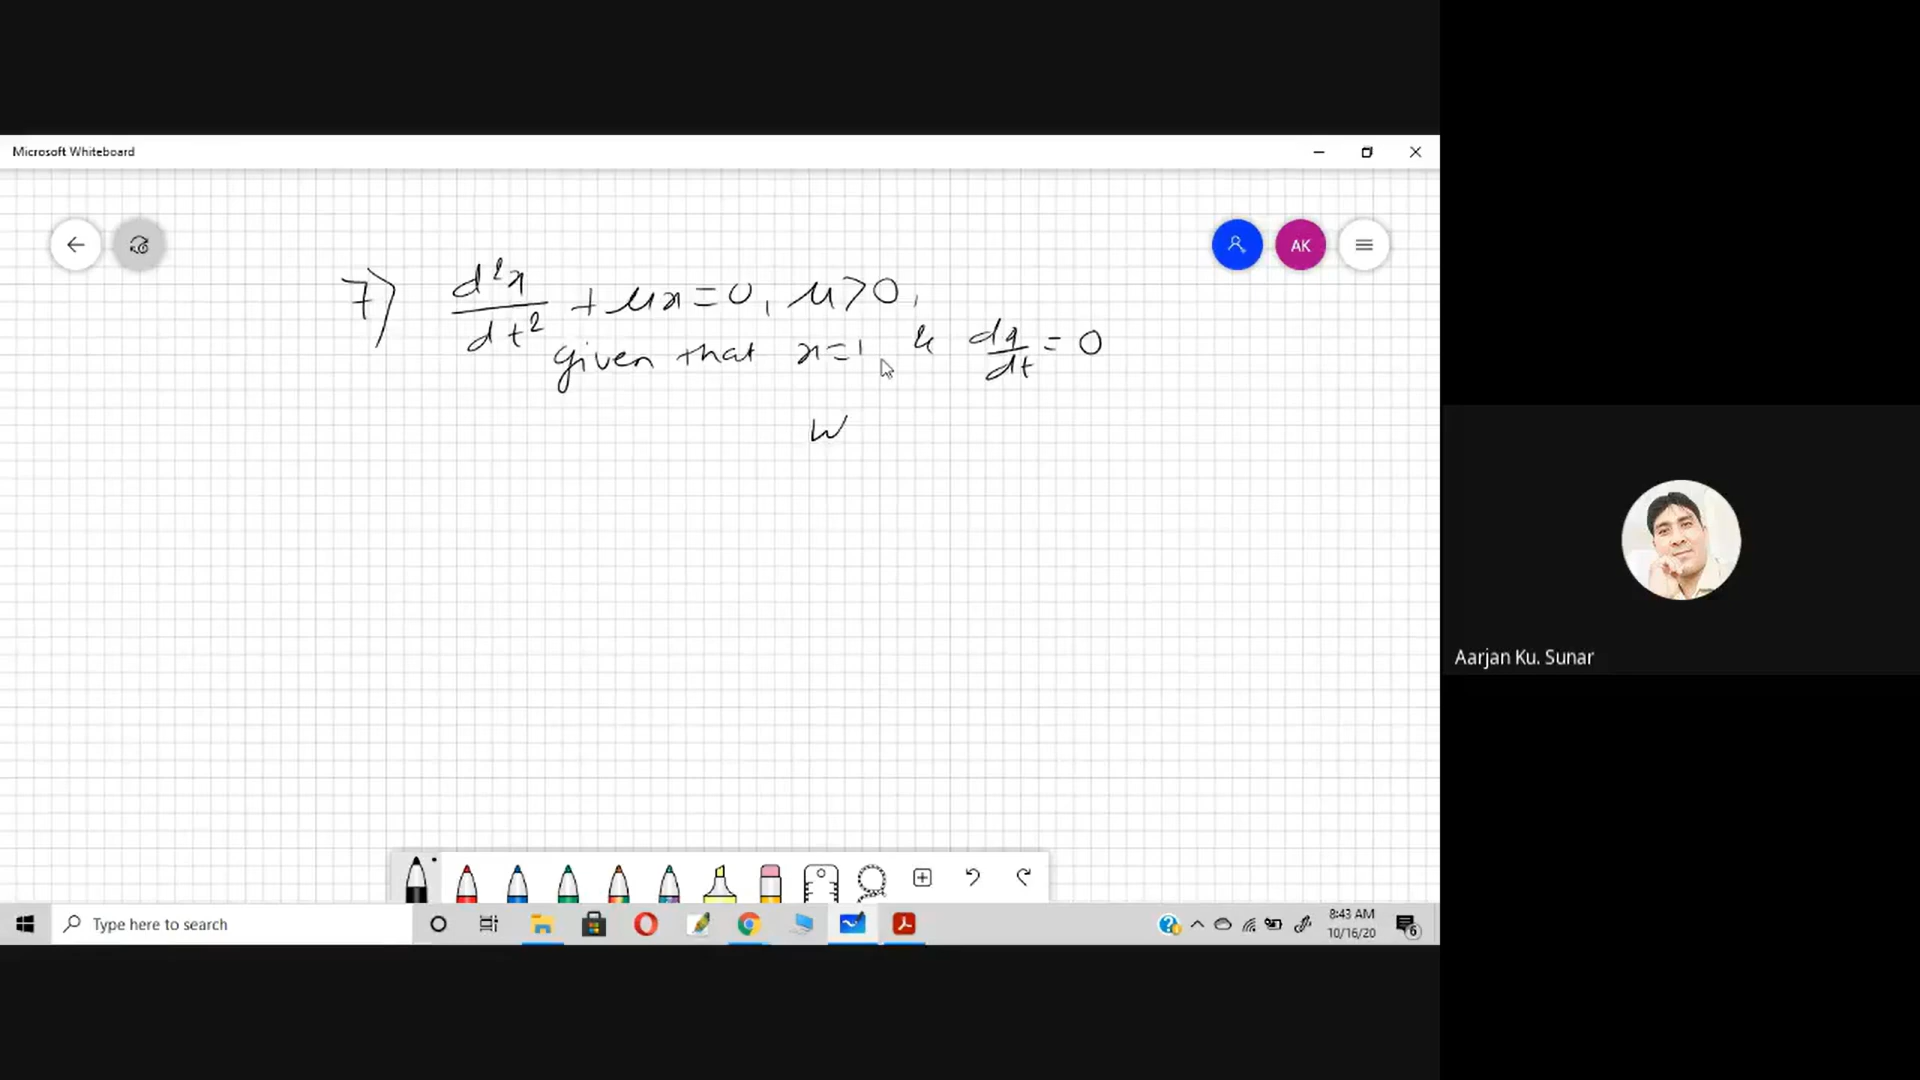 Microsoft Whiteboard
AK
7) d²x/dt² + μx = 0, μ > 0,
given that x = 1 & dx/dt = 0
W
Aarjan Ku. Sunar
Type here to search
8:43 AM
10/16/20
6